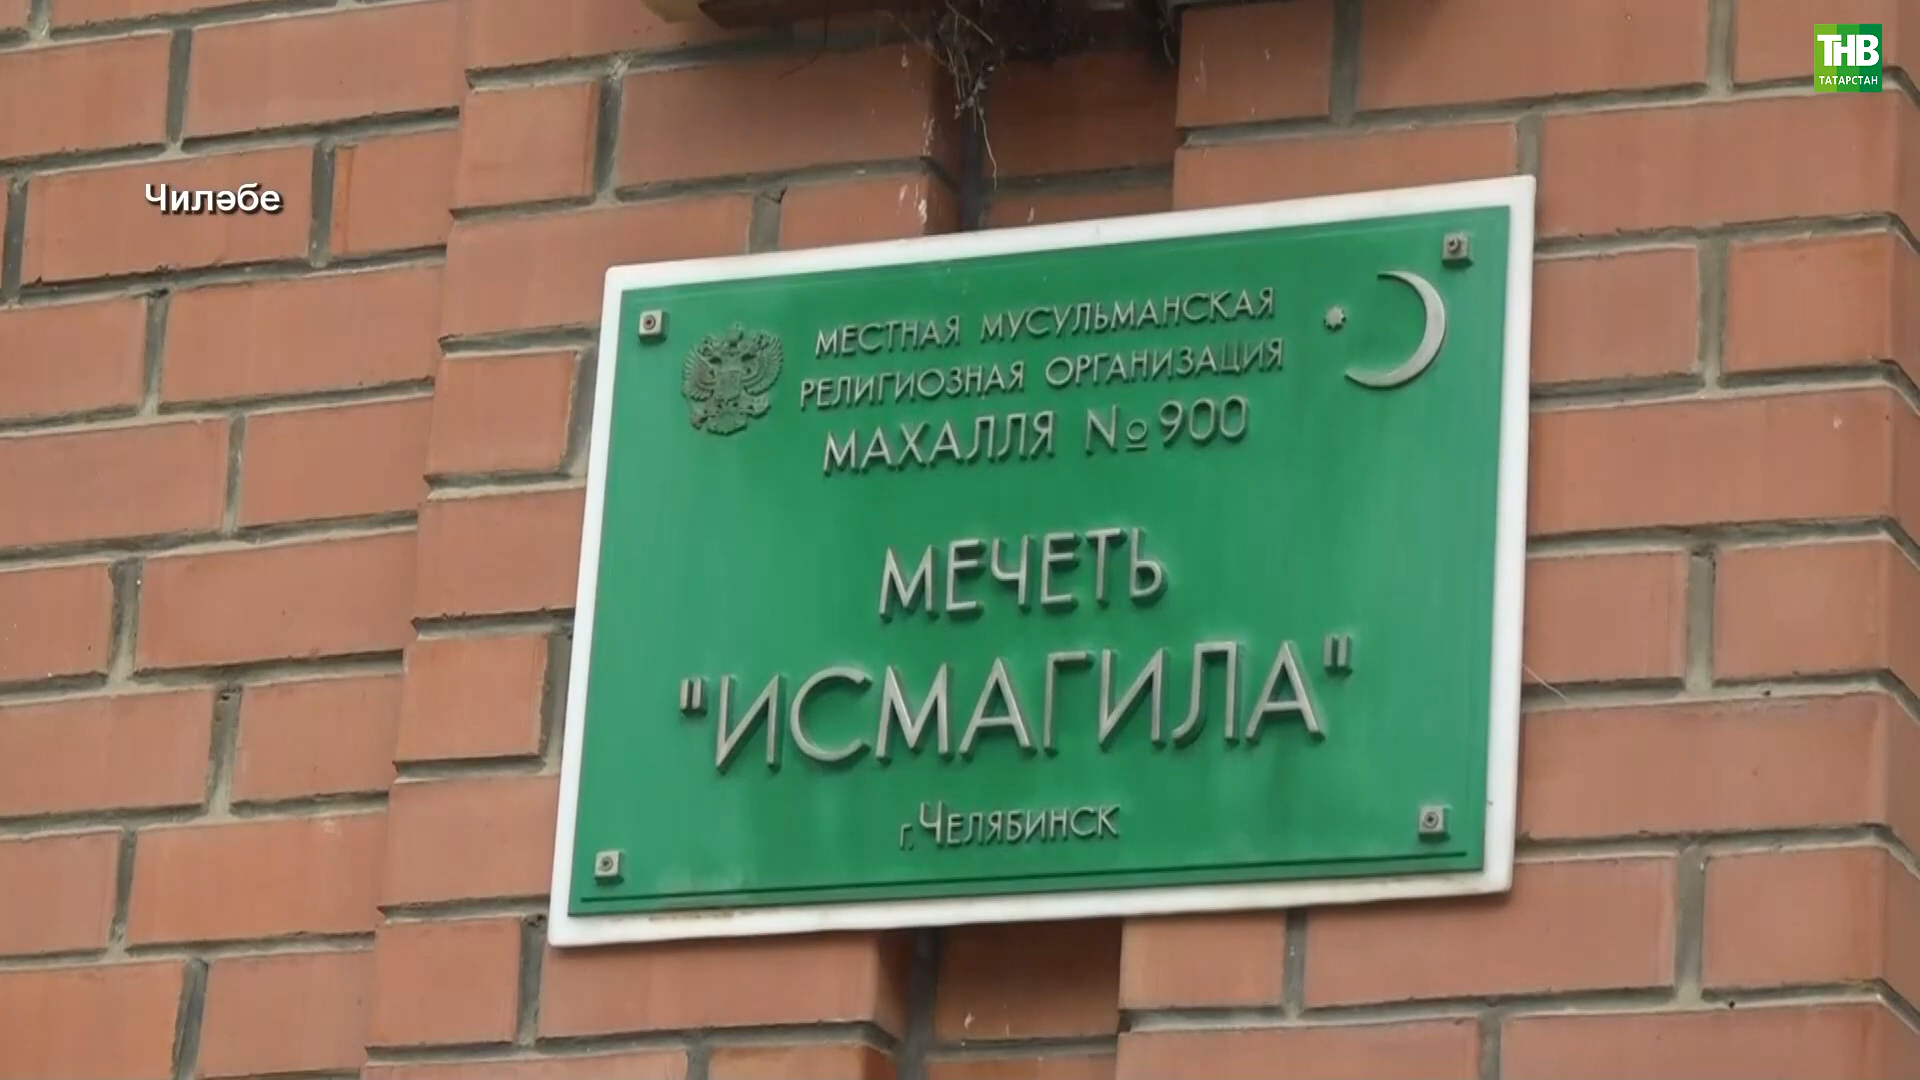 ТНВ
ТАТАРСТАН
Чиләбе
МЕСТНАЯ МУСУЛЬМАНСКАЯ
РЕЛИГИОЗНАЯ ОРГАНИЗАЦИЯ
МАХАЛЛЯ №900
МЕЧЕТЬ
"ИСМАГИЛА"
г. ЧЕЛЯБИНСК